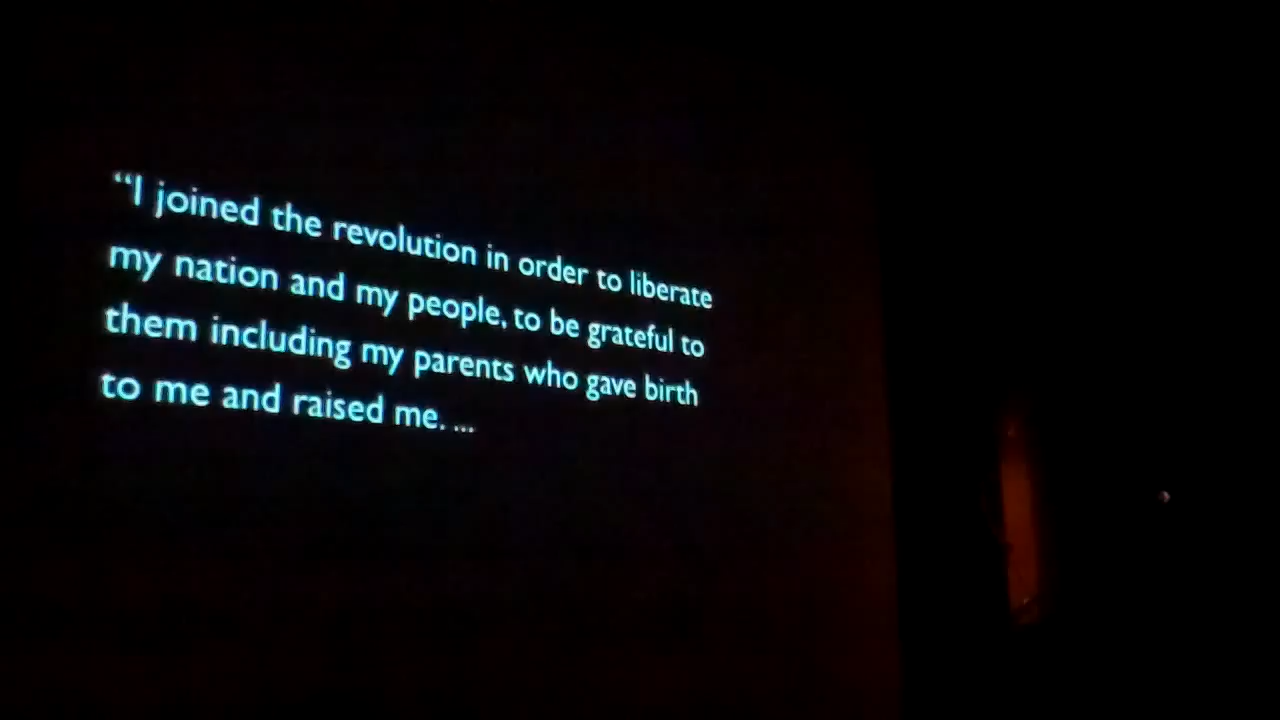 “I joined the revolution in order to liberate
my nation and my people, to be grateful to
them including my parents who gave birth
to me and raised me. ...